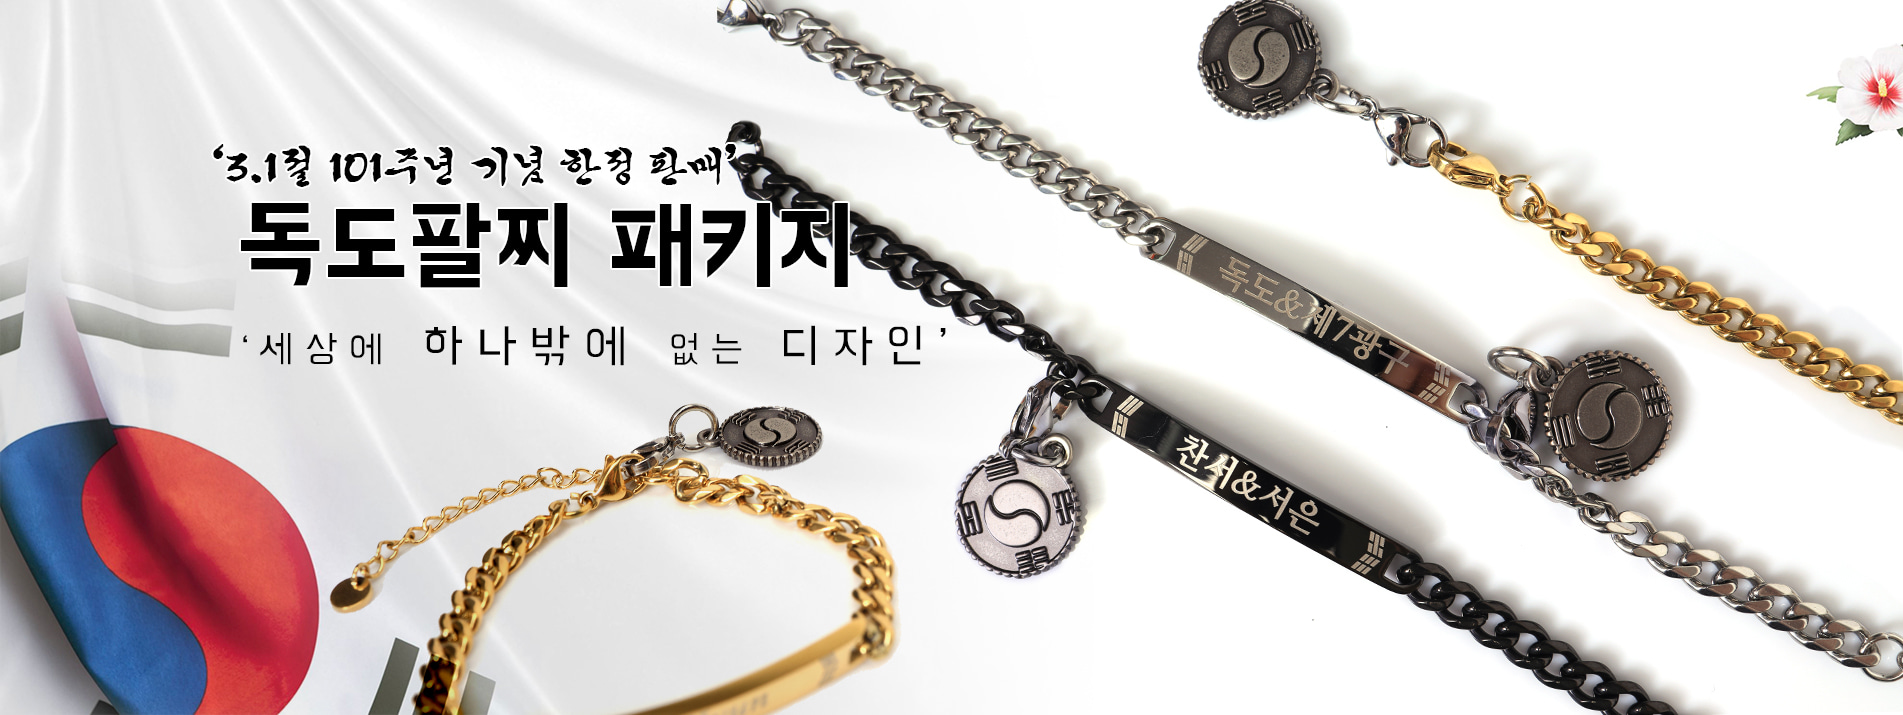 ‘3.1절 101주년 기념 한정 판매’
독도팔찌 패키지
‘세상에 하나밖에 없는 디자인’
독도&제7광구
찬서&서은